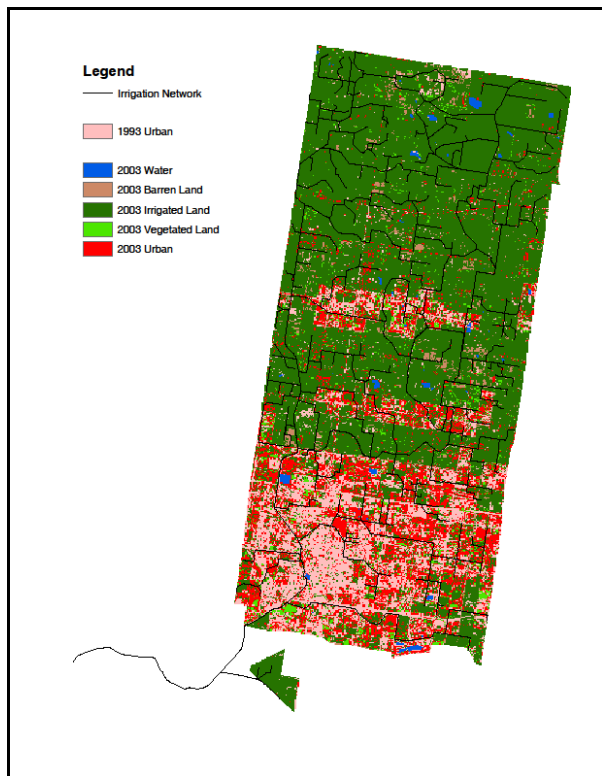 Legend
Irrigation Network
1993 Urban
2003 Water
2003 Barren Land
2003 Irrigated Land
2003 Vegetated Land
2003 Urban